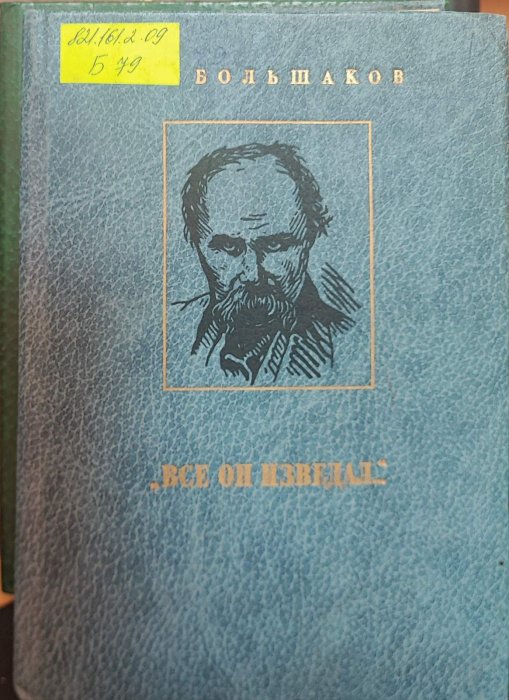 821.161.2.09
Б 79
БОЛЬШАКОВ
„ВСЕ ОН ИЗВЕДАЛ..."